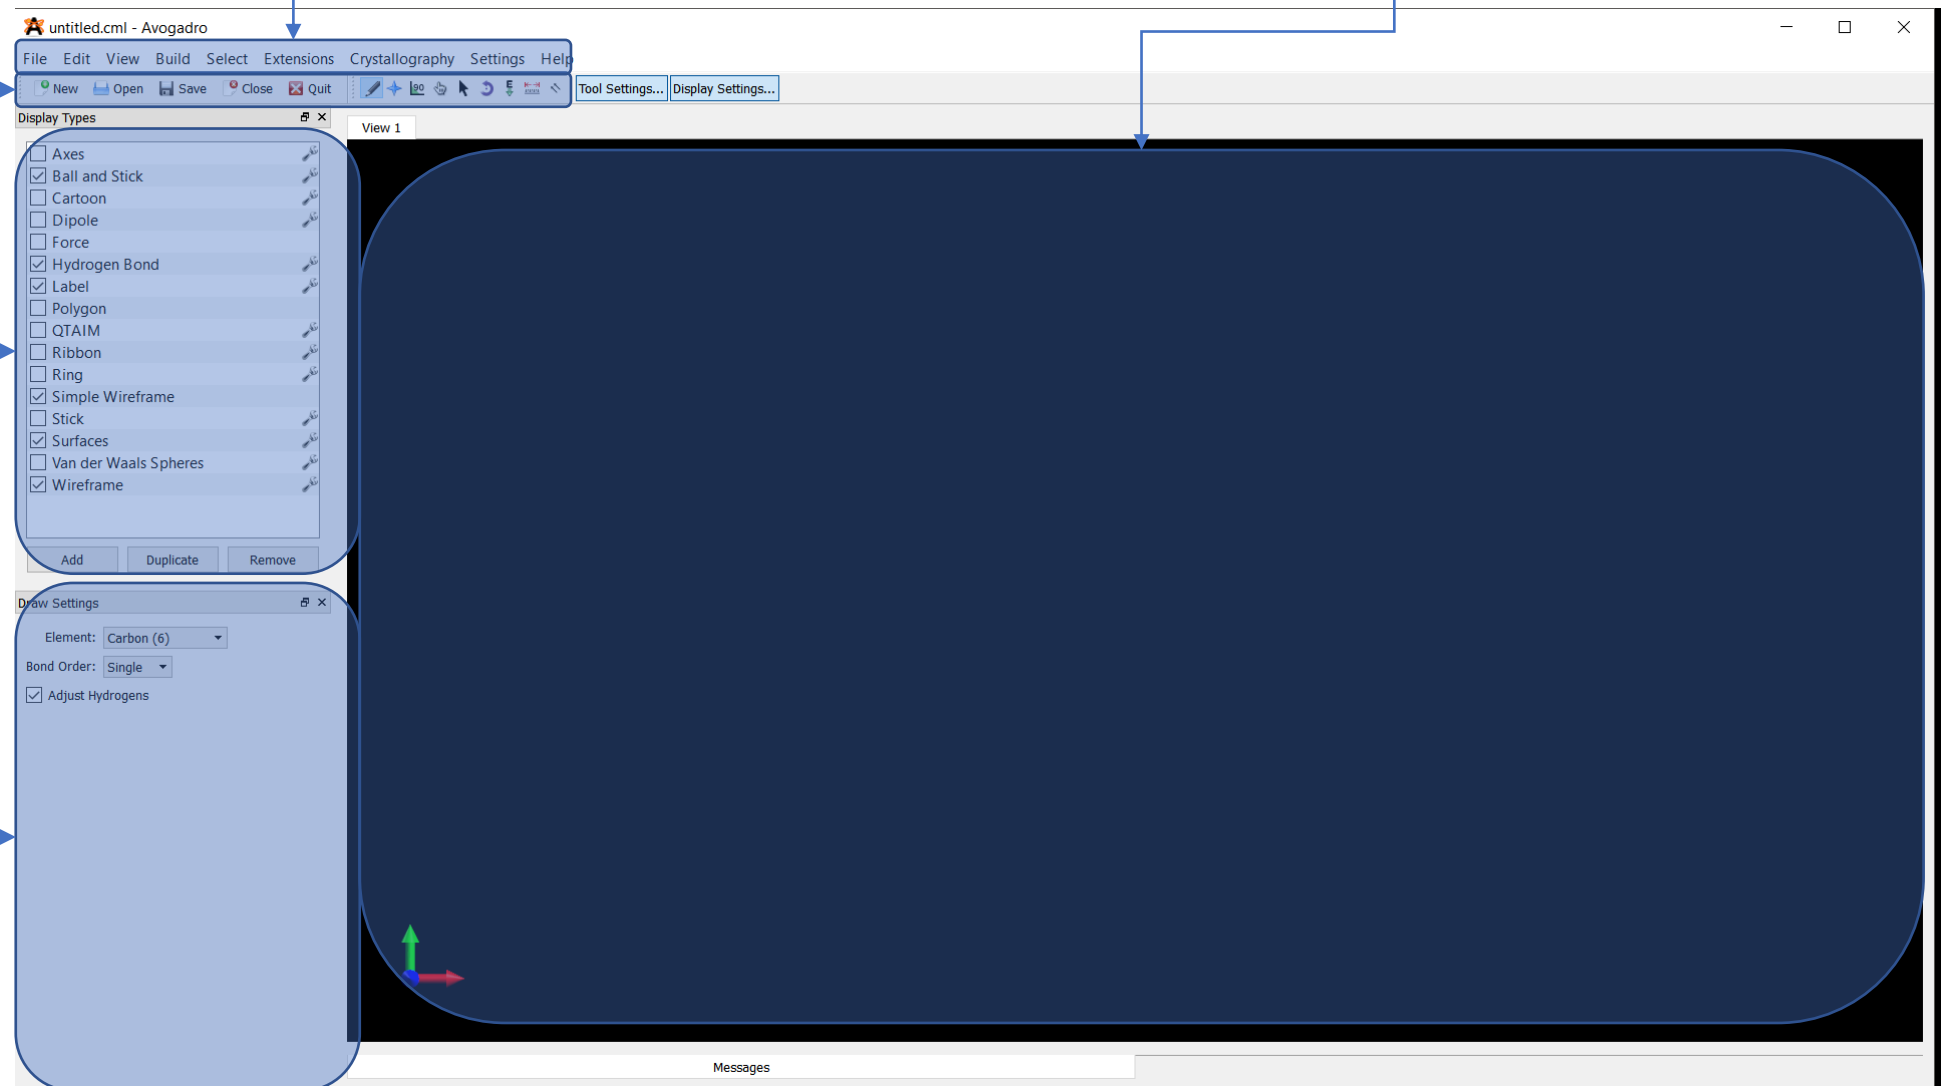 untitled.cml - Avogadro
File Edit View Build Select Extensions Crystallography Settings Help
New Open Save Close Quit 90 E Tool Settings... Display Settings...
Display Types
View 1
Axes
Ball and Stick
Cartoon
Dipole
Force
Hydrogen Bond
Label
Polygon
QTAIM
Ribbon
Ring
Simple Wireframe
Stick
Surfaces
Van der Waals Spheres
Wireframe
Add Duplicate Remove
Draw Settings
Element: Carbon (6)
Bond Order: Single
Adjust Hydrogens
Messages